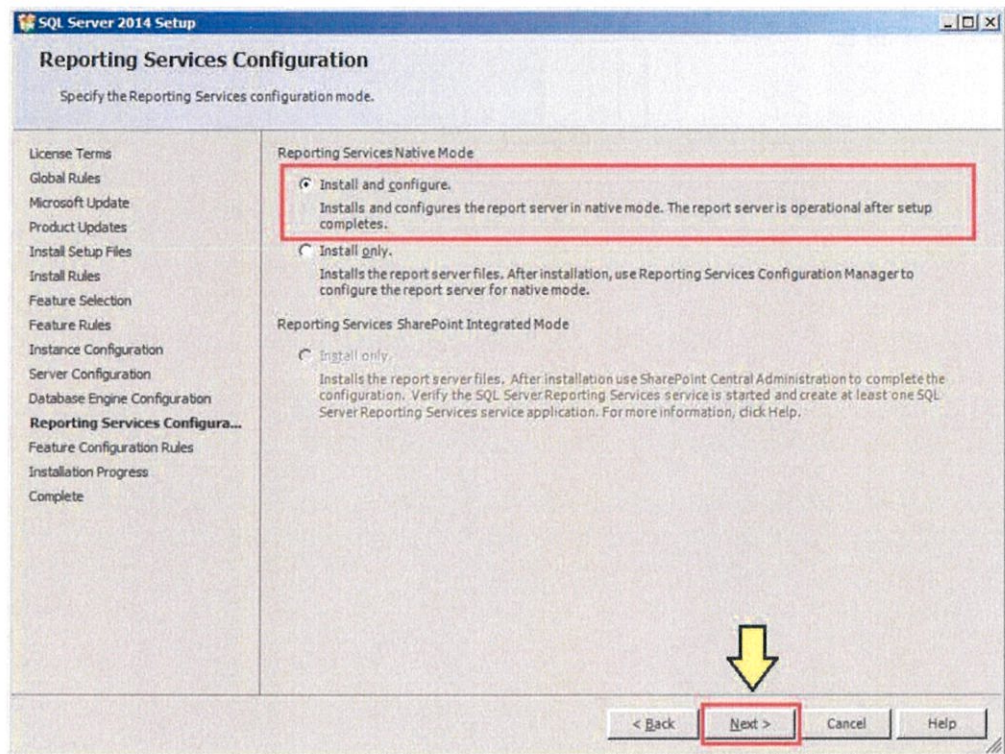 SQL Server 2014 Setup
Reporting Services Configuration
Specify the Reporting Services configuration mode.
License Terms
Global Rules
Microsoft Update
Product Updates
Install Setup Files
Install Rules
Feature Selection
Feature Rules
Instance Configuration
Server Configuration
Database Engine Configuration
Reporting Services Configura...
Feature Configuration Rules
Installation Progress
Complete
Reporting Services Native Mode
Install and configure.
Installs and configures the report server in native mode. The report server is operational after setup
completes.
Install only.
Installs the report server files. After installation, use Reporting Services Configuration Manager to
configure the report server for native mode.
Reporting Services SharePoint Integrated Mode
Install only.
Installs the report server files. After installation use SharePoint Central Administration to complete the
configuration. Verify the SQL Server Reporting Services service is started and create at least one SQL
Server Reporting Services service application. For more information, click Help.
< Back
Next >
Cancel
Help